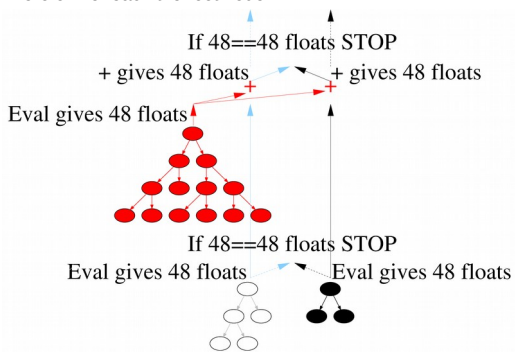 If 48==48 floats STOP
+ gives 48 floats + gives 48 floats
+ +
Eval gives 48 floats
If 48==48 floats STOP
Eval gives 48 floats Eval gives 48 floats